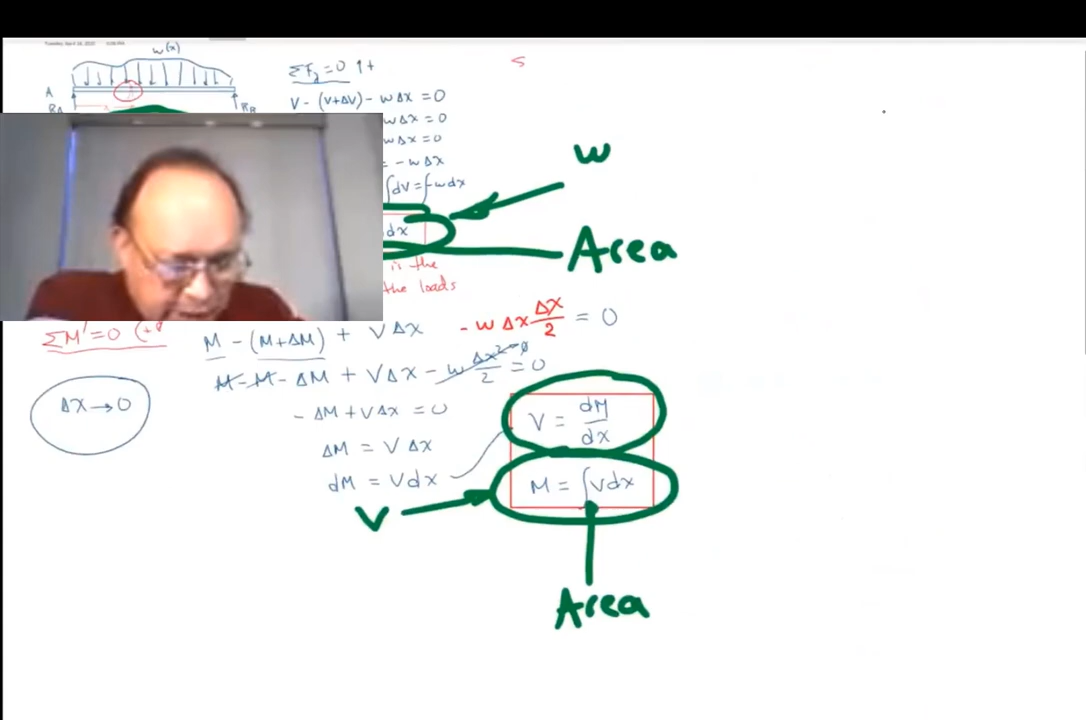 w(x)
A
RA
RB
ΣFy=0 ↑+
V - (V+ΔV) - wΔx = 0
wΔx = 0
wΔx = 0
= -wΔx
∫dV = ∫-wdx
w
dx
Area
is the
the loads
ΣM=0
M - (M+ΔM) + VΔx - wΔx Δx/2 = 0
M-M-ΔM + VΔx - w Δx²/2 = 0
Δx → 0
-ΔM + VΔx = 0
V = dM/dx
ΔM = VΔx
dM = Vdx
M = ∫Vdx
V
Area